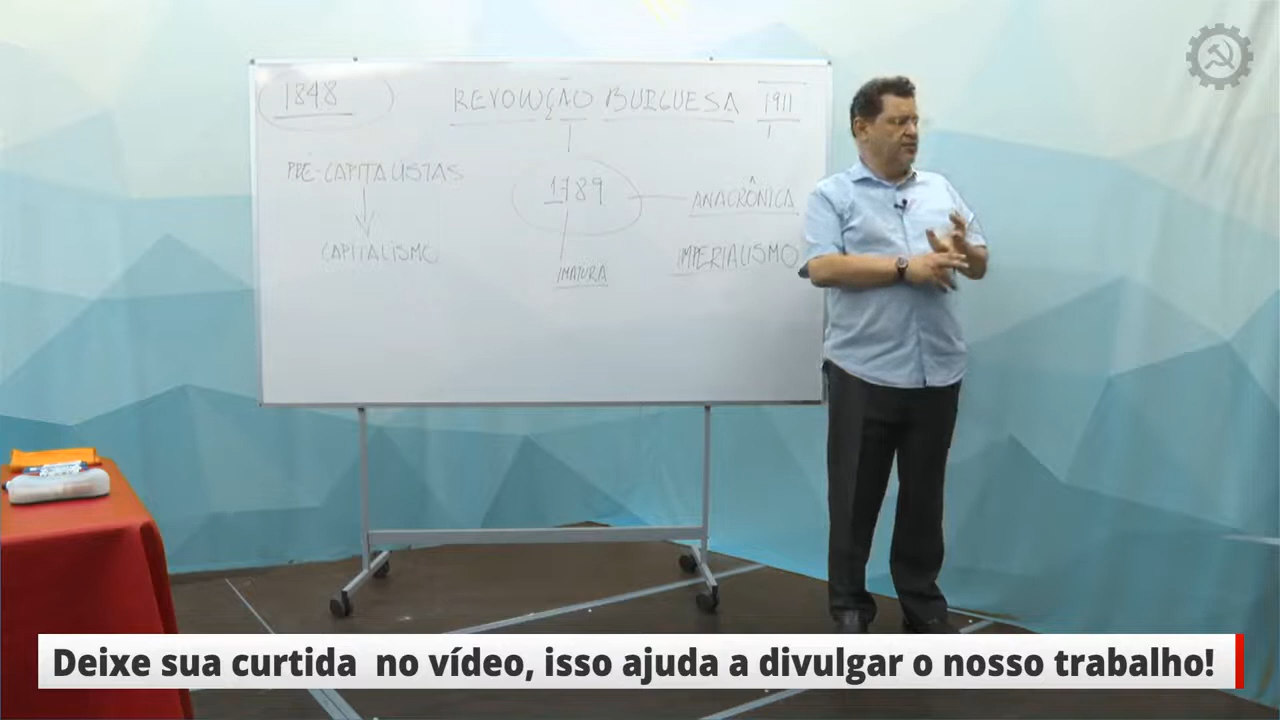 1848
REVOLUÇÃO BURGUESA 1911
PRÉ-CAPITALISTAS
1789
ANACRÔNICA
CAPITALISMO
IMATURA
IMPERIALISMO
Deixe sua curtida no vídeo, isso ajuda a divulgar o nosso trabalho!